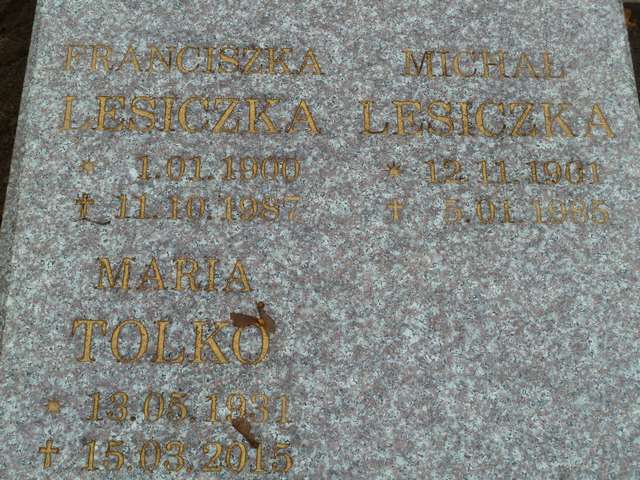 FRANCISZKA
LESICZKA
* 1.01.1900
† 11.10.1987
MICHAŁ
LESICZKA
* 12.11.1901
† 5.01.1985
MARIA
TOLKO
* 13.05.1931
† 15.03.2015